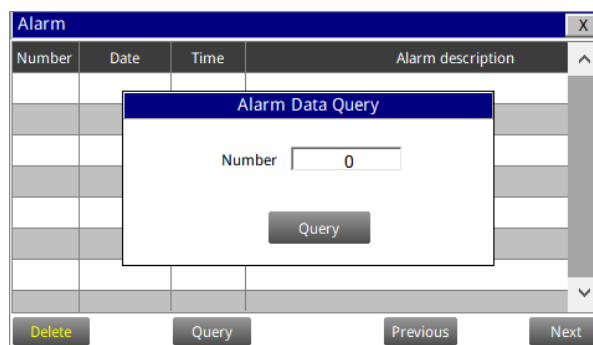 Alarm X
Number Date Time Alarm description
Alarm Data Query
Number 0
Query
Delete Query Previous Next